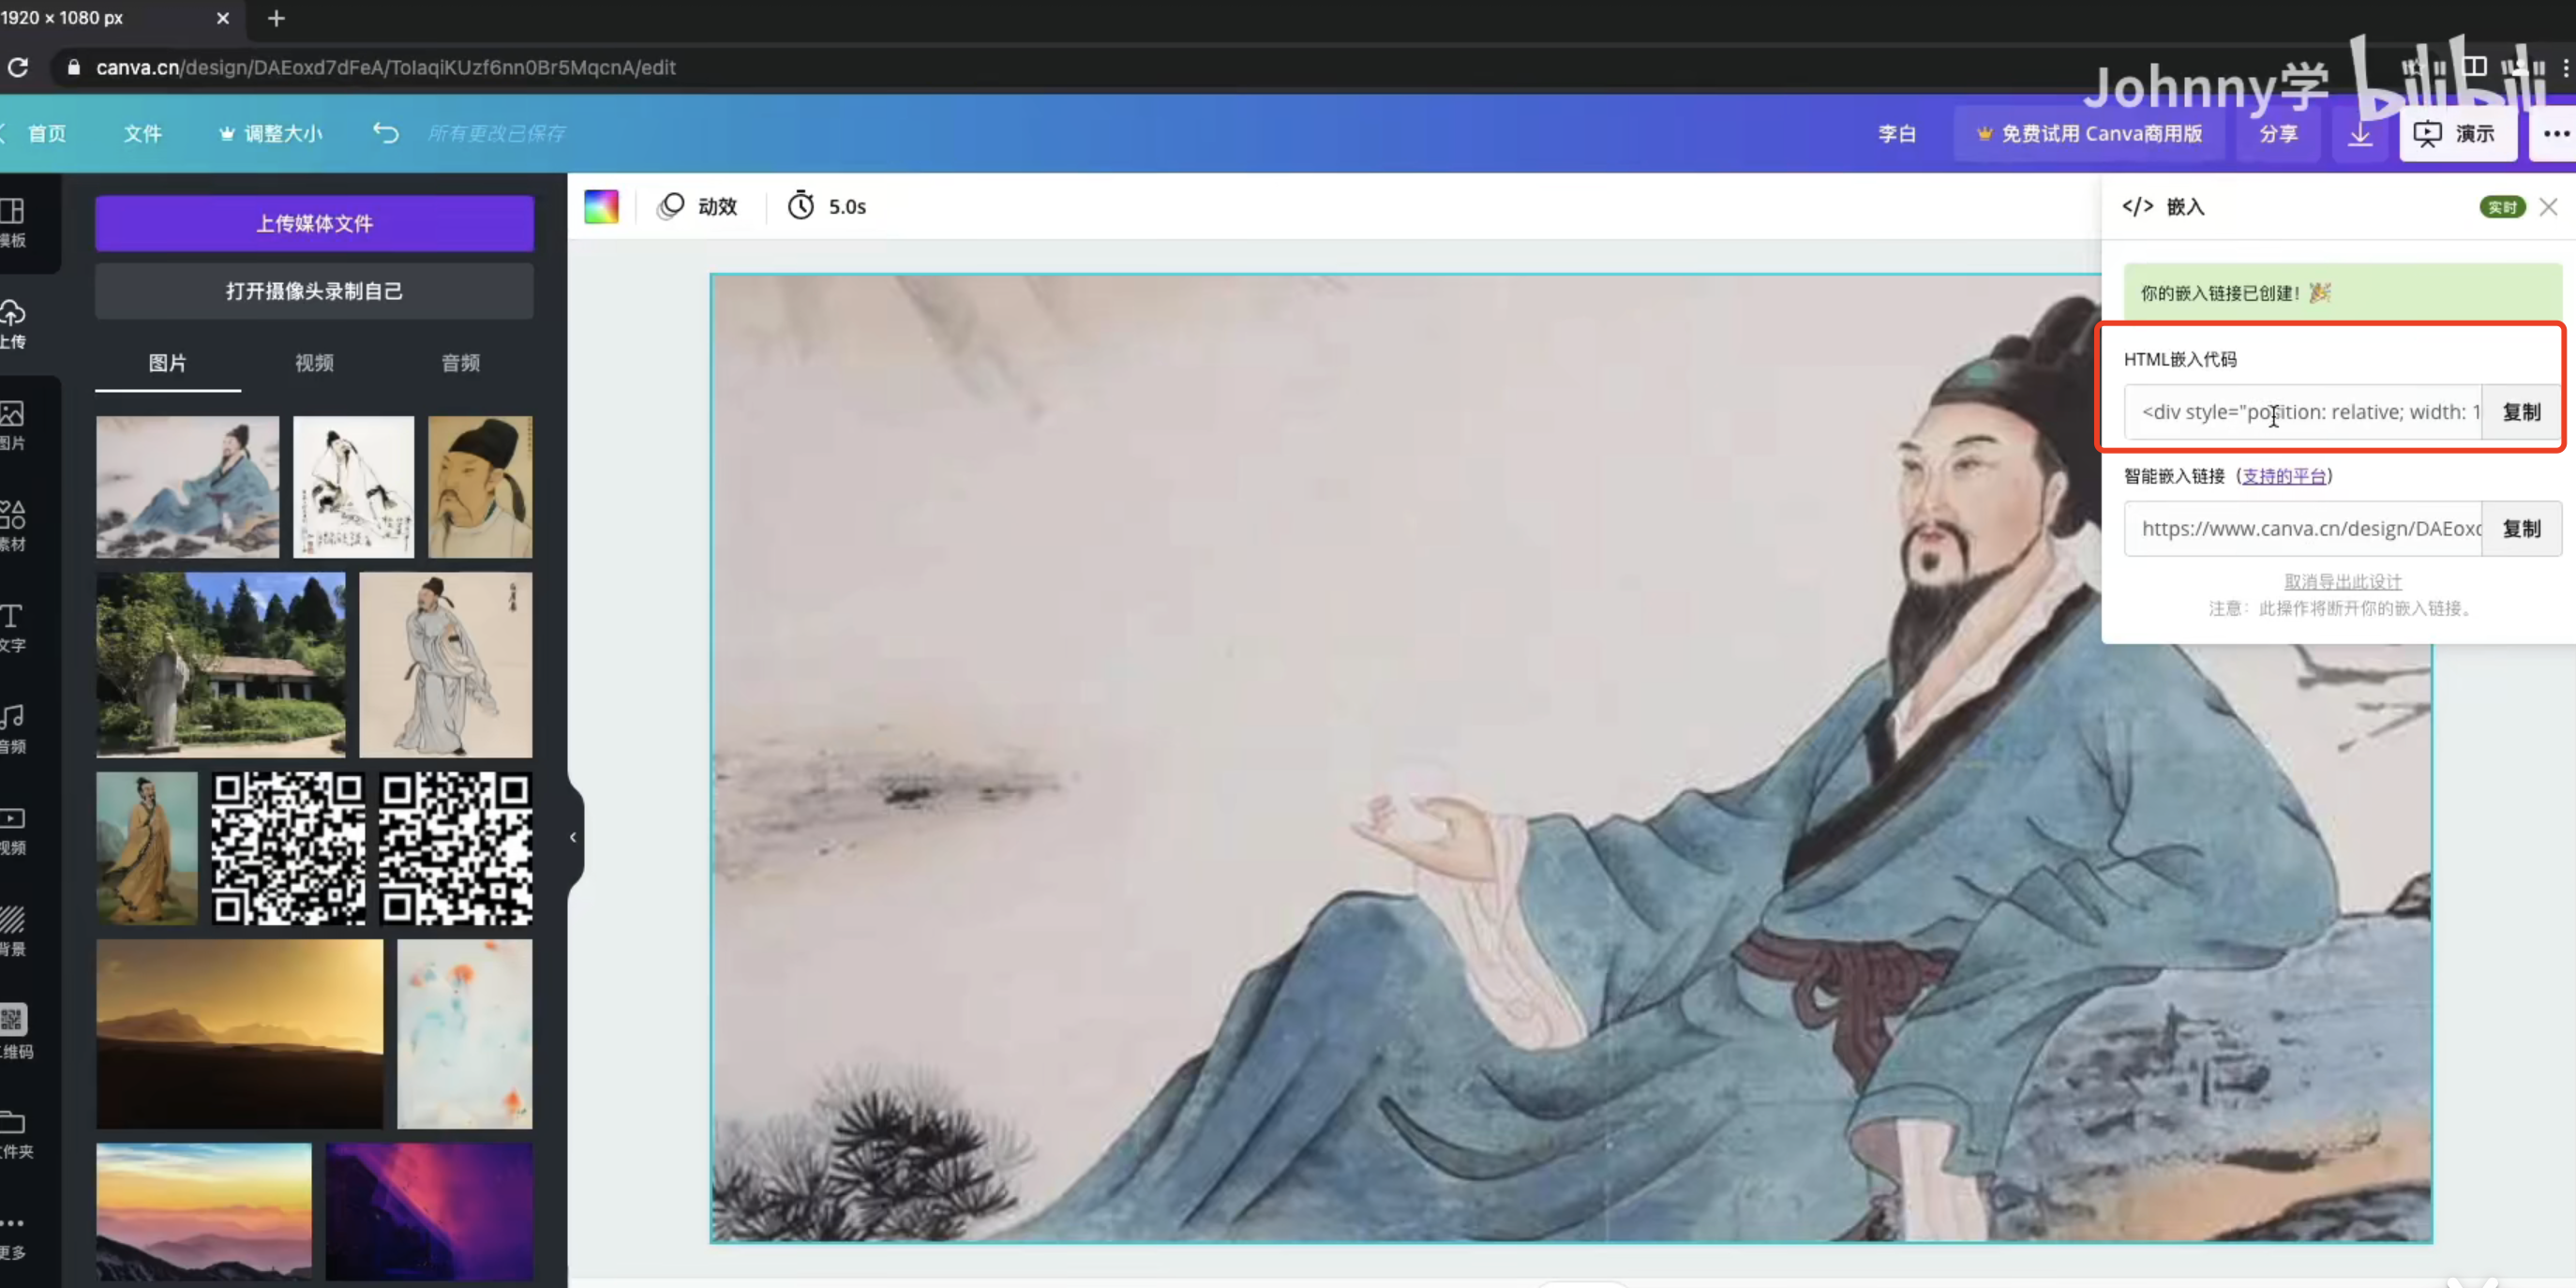 1920 × 1080 px
canva.cn/design/DAEoxd7dFeA/ToIaqiKUzf6nn0Br5MqcnA/edit
Johnny学 bilibili
首页 文件 调整大小 所有更改已保存 李白 免费试用 Canva商用版 分享 演示
模板
上传
图片
素材
文字
音频
视频
背景
二维码
文件夹
更多
上传媒体文件
打开摄像头录制自己
图片 视频 音频
动效 5.0s
</> 嵌入 实时
你的嵌入链接已创建! 🎉
HTML嵌入代码
<div style="position: relative; width: 1 复制
智能嵌入链接 (支持的平台)
https://www.canva.cn/design/DAEoxd 复制
取消导出此设计
注意：此操作将断开你的嵌入链接。